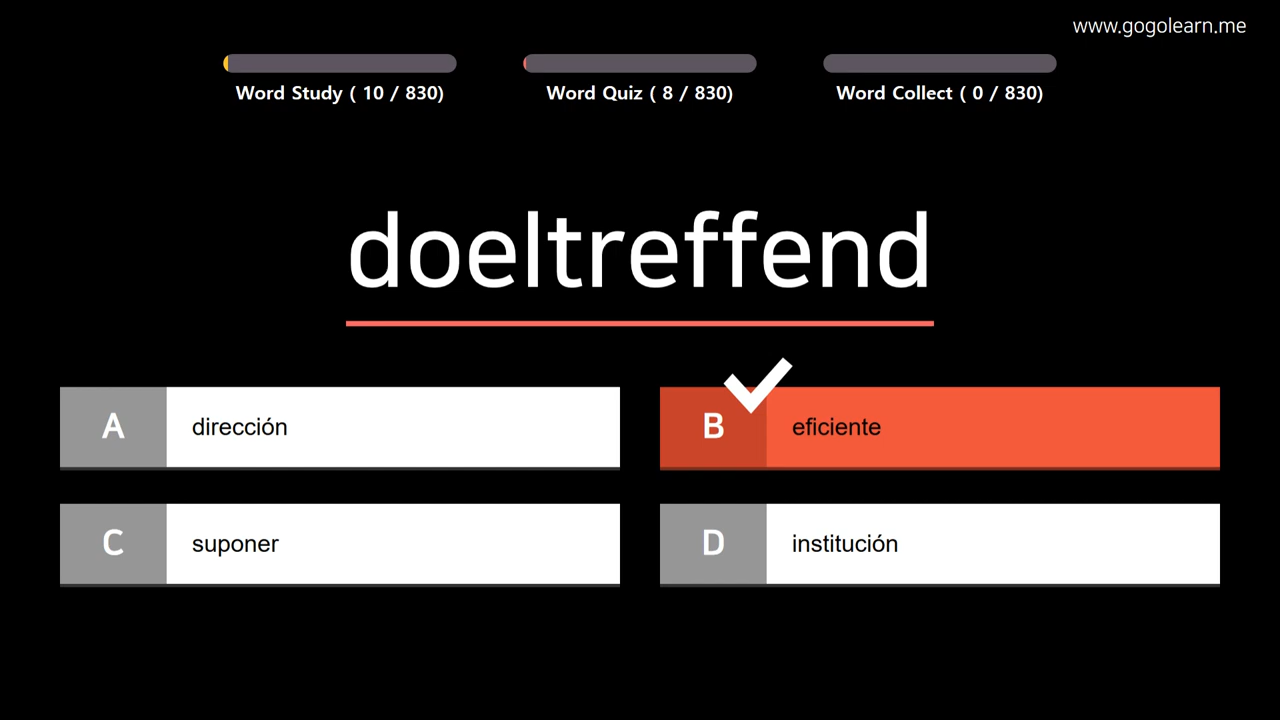 www.gogolearn.me
Word Study ( 10 / 830)
Word Quiz ( 8 / 830)
Word Collect ( 0 / 830)
doeltreffend
A dirección
B eficiente
C suponer
D institución